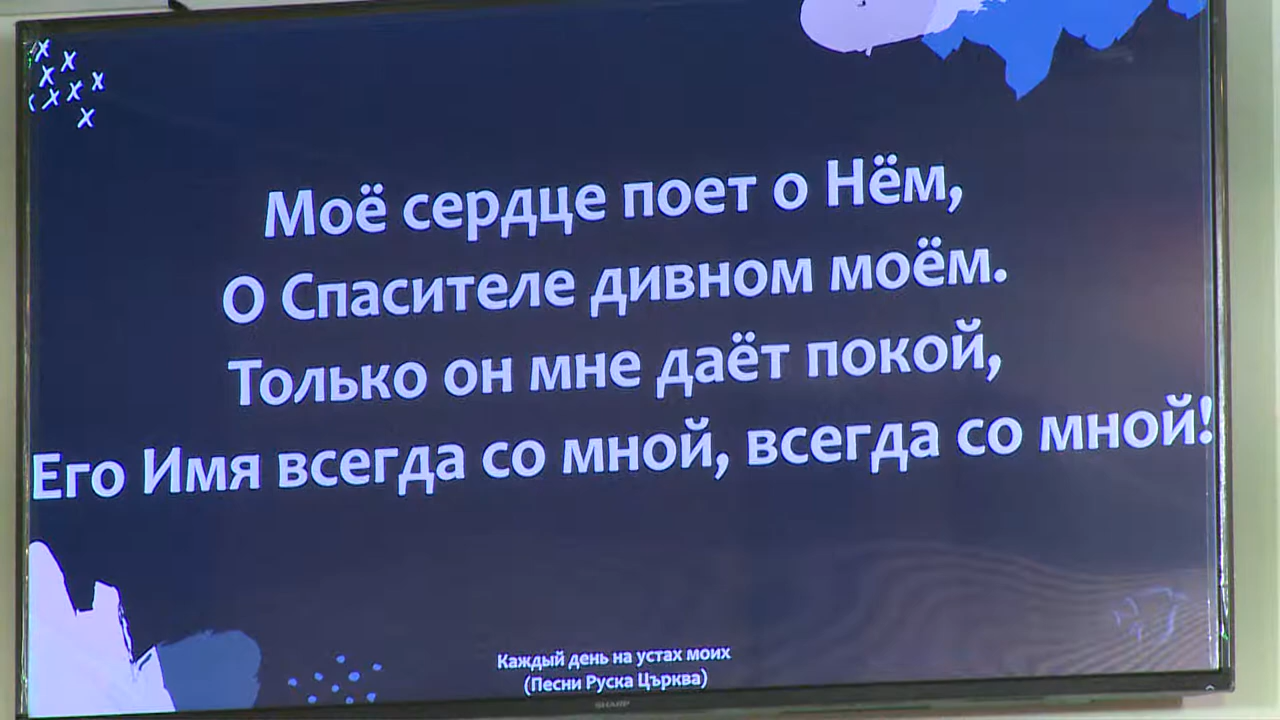 Моё сердце поет о Нём,
О Спасителе дивном моём.
Только он мне даёт покой,
Его Имя всегда со мной, всегда со мной!
Каждый день на устах моих
(Песни Руска Църква)
SHARP